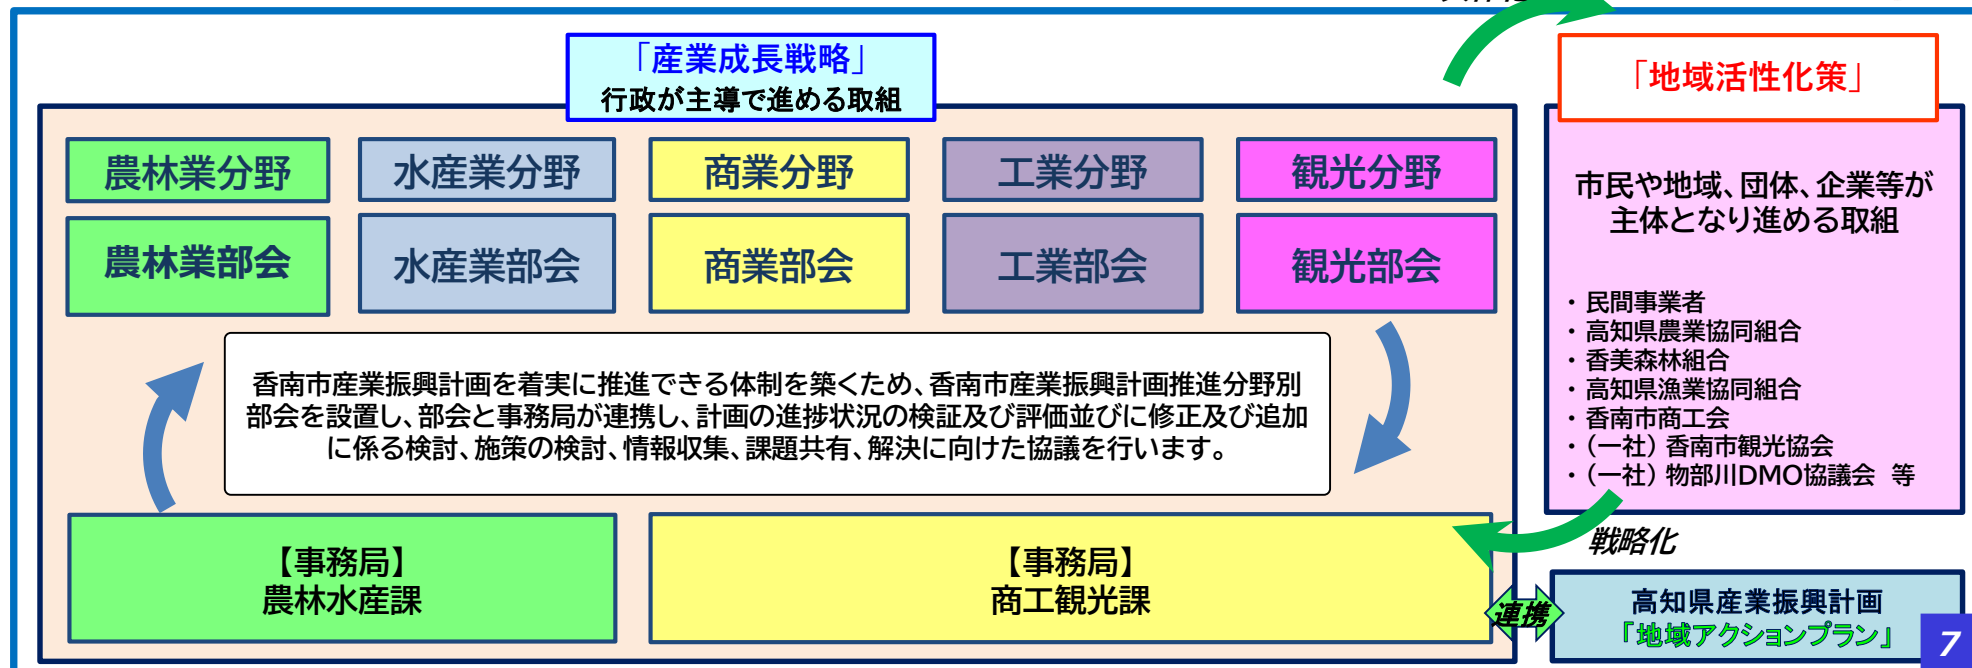 「産業成長戦略」
行政が主導で進める取組
農林業分野
水産業分野
商業分野
工業分野
観光分野
農林業部会
水産業部会
商業部会
工業部会
観光部会
香南市産業振興計画を着実に推進できる体制を築くため、香南市産業振興計画推進分野別
部会を設置し、部会と事務局が連携し、計画の進捗状況の検証及び評価並びに修正及び追加
に係る検討、施策の検討、情報収集、課題共有、解決に向けた協議を行います。
【事務局】
農林水産課
【事務局】
商工観光課
「地域活性化策」
市民や地域、団体、企業等が
主体となり進める取組
・民間事業者
・高知県農業協同組合
・香美森林組合
・高知県漁業協同組合
・香南市商工会
・（一社）香南市観光協会
・（一社）物部川DMO協議会　等
戦略化
連携
高知県産業振興計画
「地域アクションプラン」
7